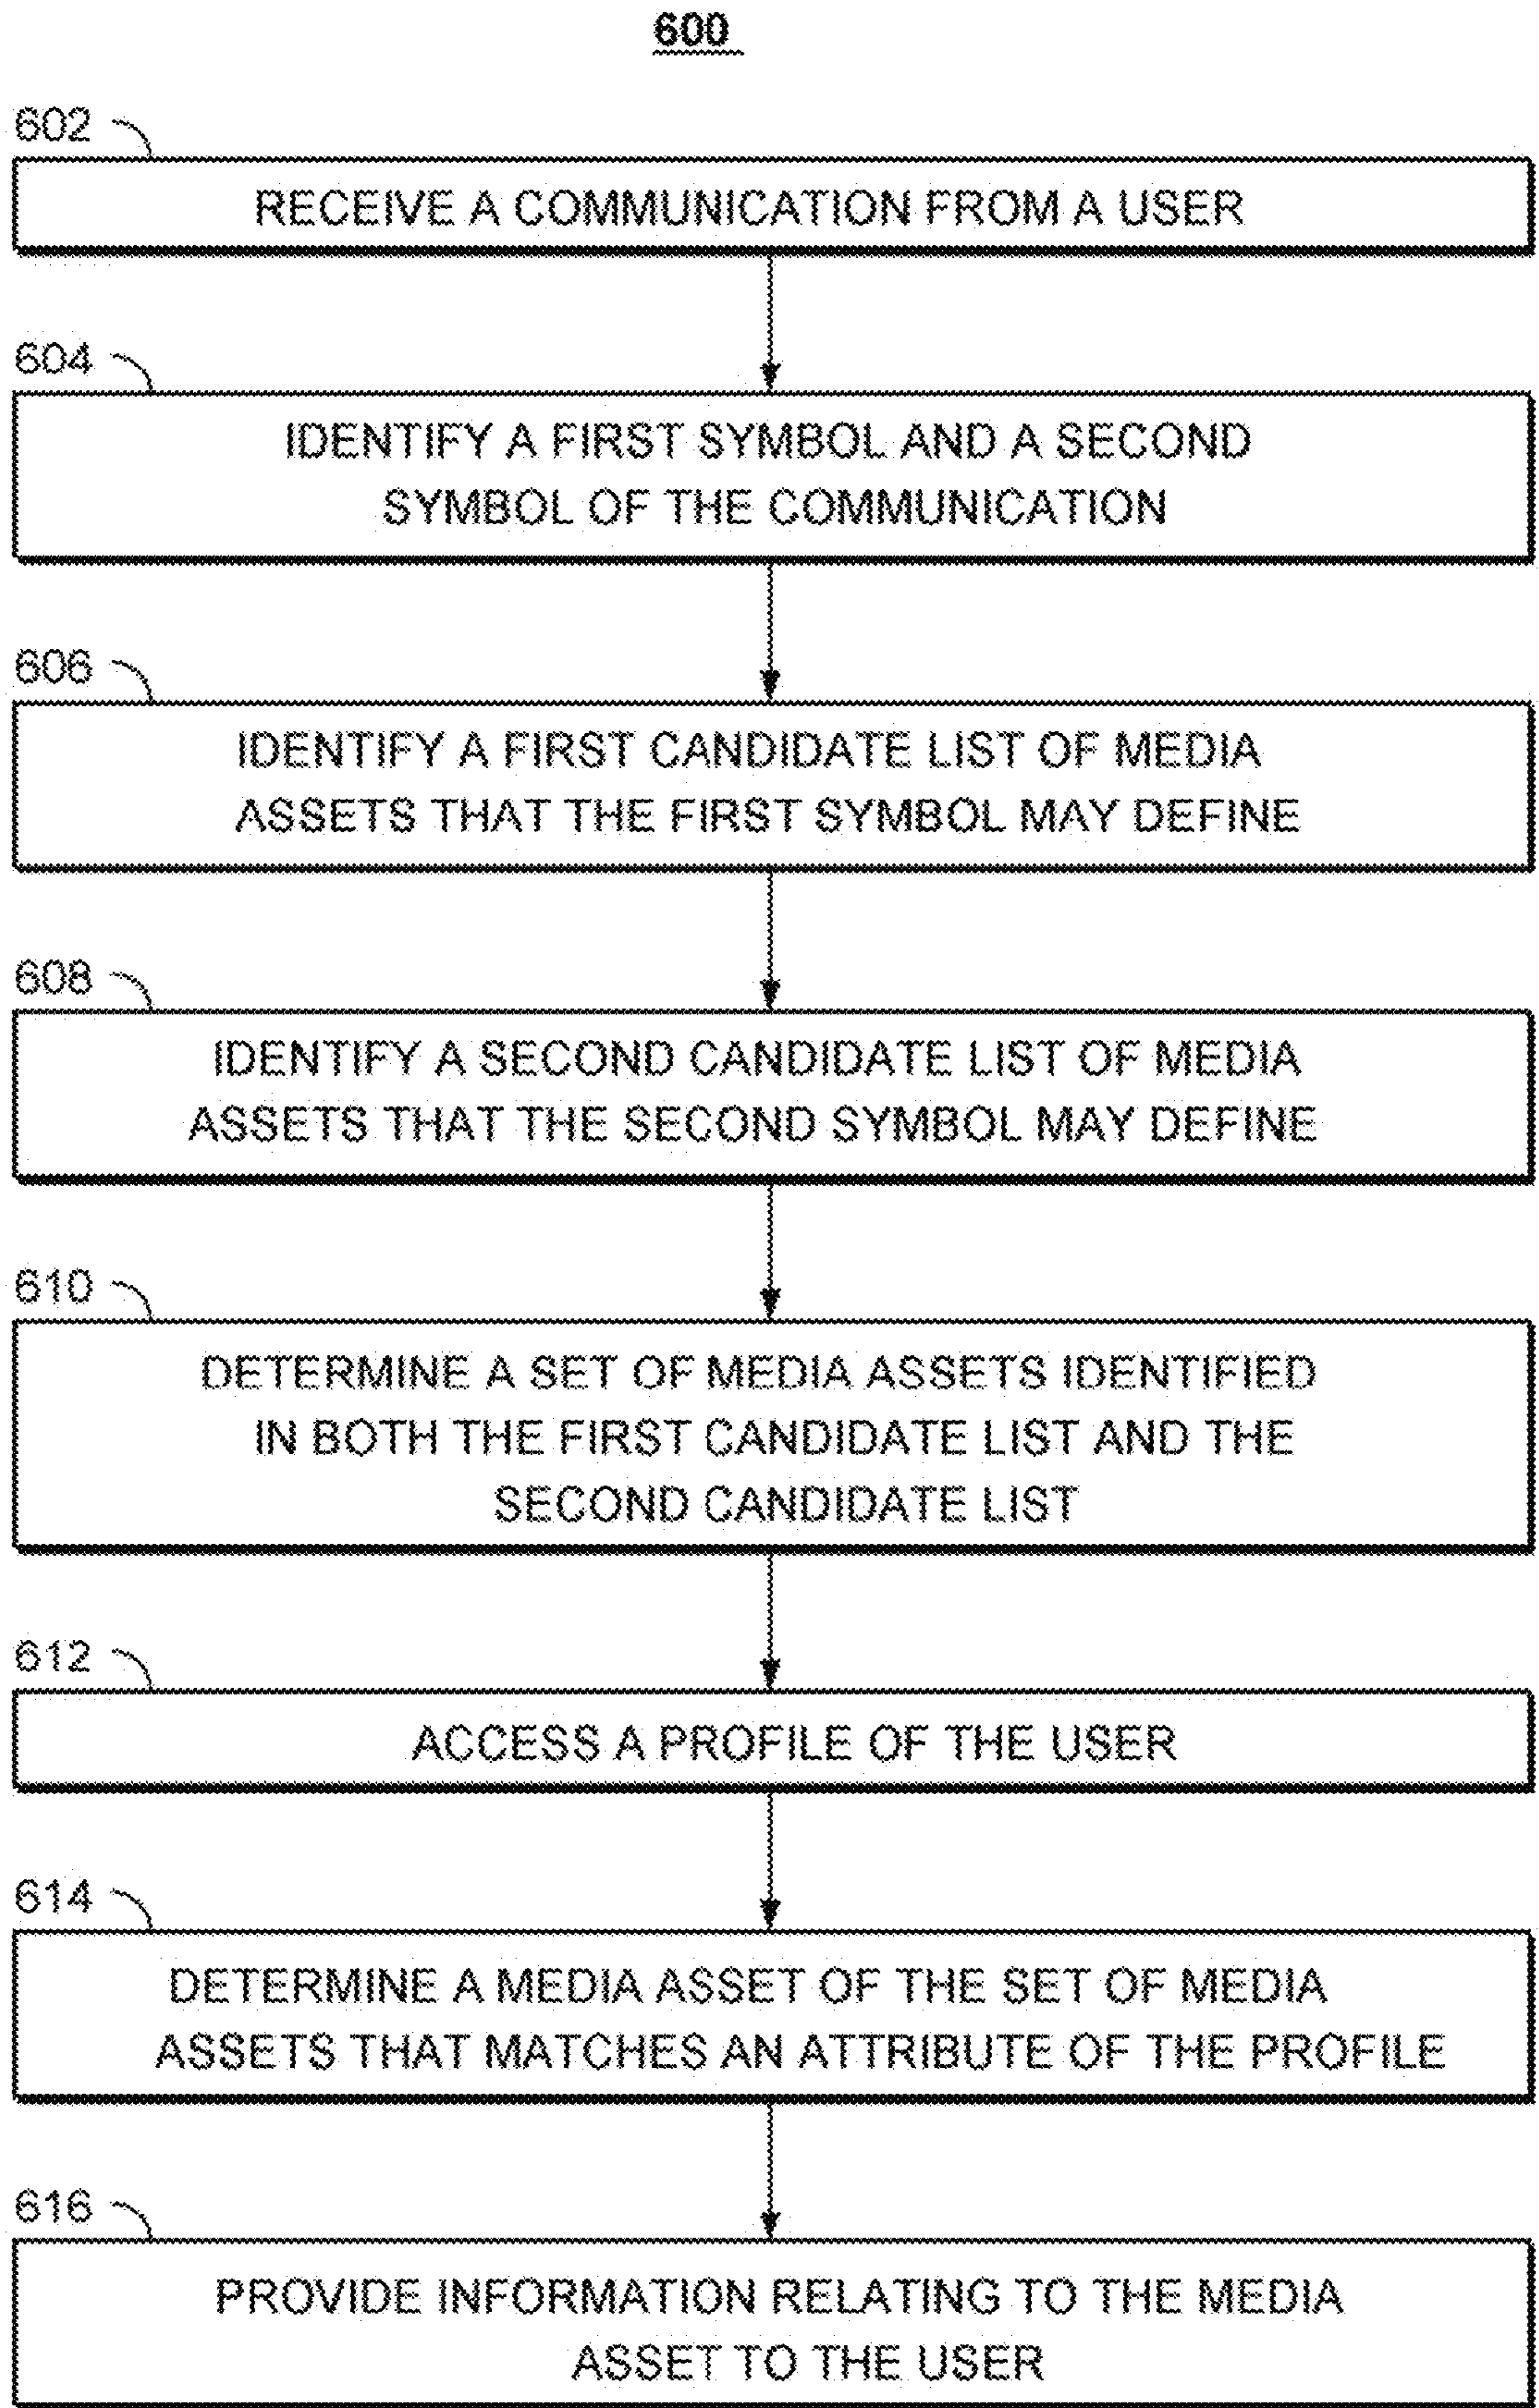 600
602
RECEIVE A COMMUNICATION FROM A USER
604
IDENTIFY A FIRST SYMBOL AND A SECOND
SYMBOL OF THE COMMUNICATION
606
IDENTIFY A FIRST CANDIDATE LIST OF MEDIA
ASSETS THAT THE FIRST SYMBOL MAY DEFINE
608
IDENTIFY A SECOND CANDIDATE LIST OF MEDIA
ASSETS THAT THE SECOND SYMBOL MAY DEFINE
610
DETERMINE A SET OF MEDIA ASSETS IDENTIFIED
IN BOTH THE FIRST CANDIDATE LIST AND THE
SECOND CANDIDATE LIST
612
ACCESS A PROFILE OF THE USER
614
DETERMINE A MEDIA ASSET OF THE SET OF MEDIA
ASSETS THAT MATCHES AN ATTRIBUTE OF THE PROFILE
616
PROVIDE INFORMATION RELATING TO THE MEDIA
ASSET TO THE USER